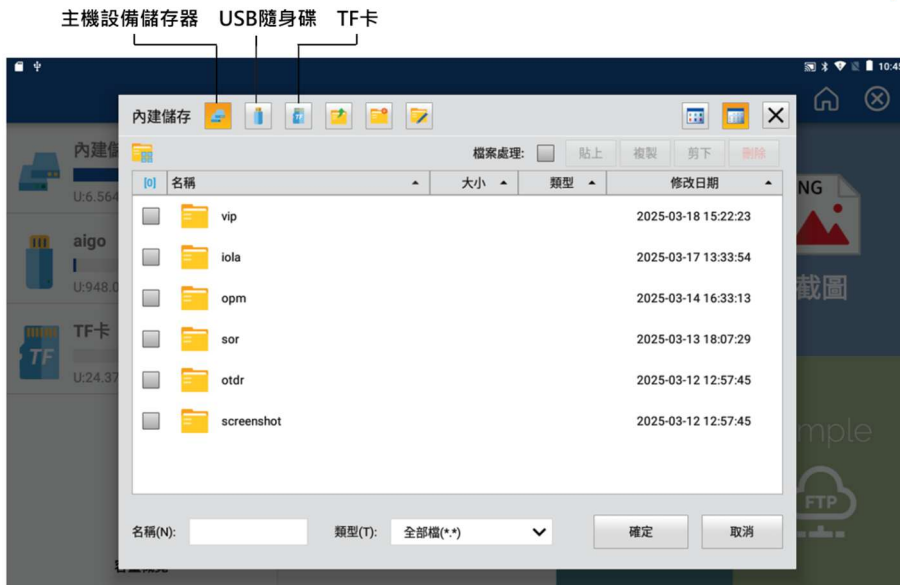 主機設備儲存器 USB隨身碟 TF卡
10:45
內建儲存
內建儲
U:6.564
檔案處理: 貼上 複製 剪下 刪除
[0] 名稱 大小 類型 修改日期
vip 2025-03-18 15:22:23
iola 2025-03-17 13:33:54
opm 2025-03-14 16:33:13
sor 2025-03-13 18:07:29
otdr 2025-03-12 12:57:45
screenshot 2025-03-12 12:57:45
aigo
U:948.0
TF卡
TF
U:24.37
NG
截圖
mple
FTP
名稱(N): 類型(T): 全部檔(*.*) 確定 取消